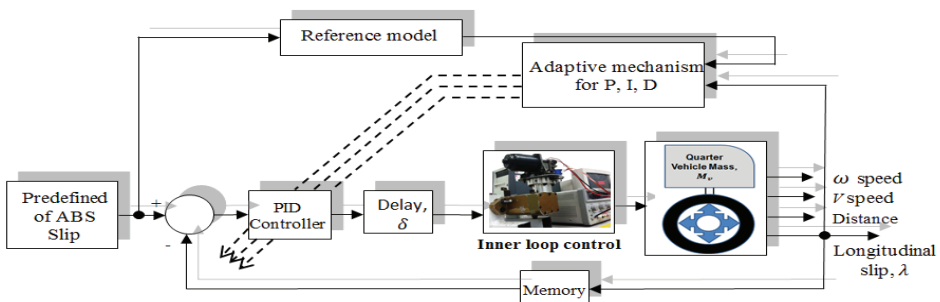 Reference model
Adaptive mechanism
for P, I, D
Quarter
Vehicle Mass,
M_v
Predefined
of ABS
Slip
+
-
PID
Controller
Delay,
δ
Inner loop control
ω speed
V speed
Distance
Longitudinal
slip, λ
Memory